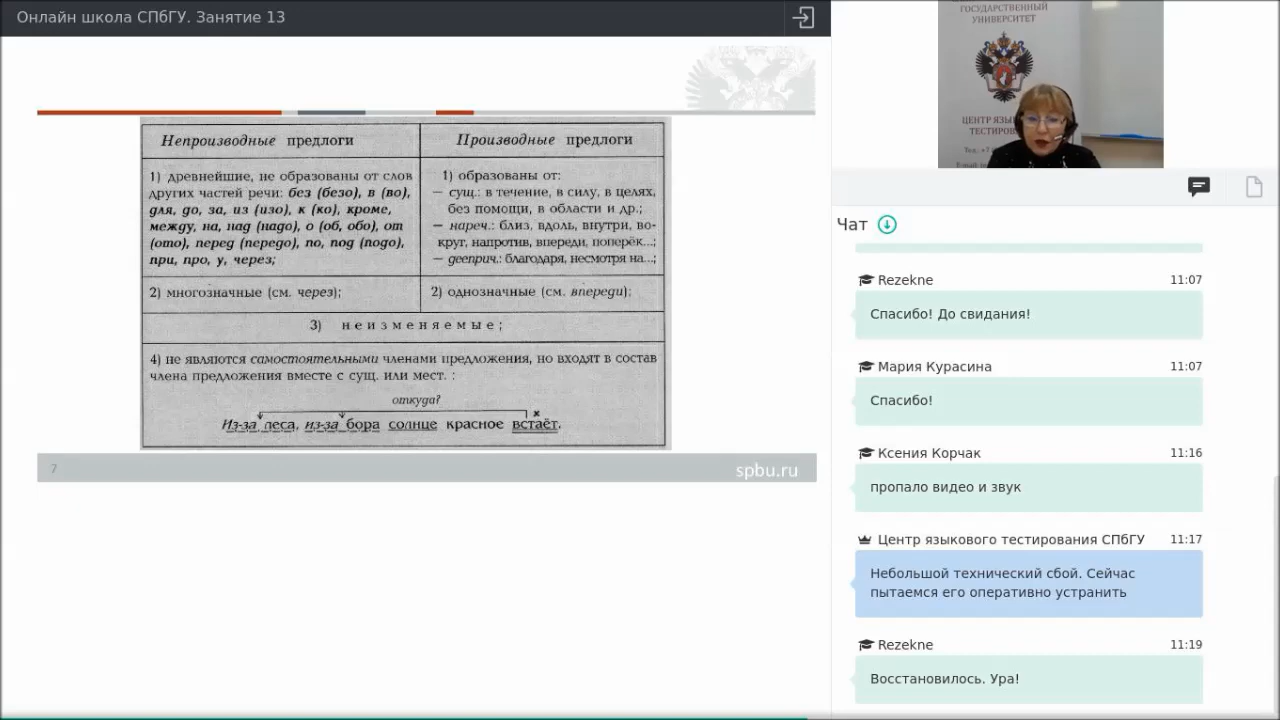 Онлайн школа СПбГУ. Занятие 13
Непроизводные предлоги
Производные предлоги
1) древнейшие, не образованы от слов
других частей речи: без (безо), в (во),
для, до, за, из (изо), к (ко), кроме,
между, на, над (надо), о (об, обо), от
(ото), перед (передо), по, под (подо),
при, про, у, через;
1) образованы от:
— сущ.: в течение, в силу, в целях,
без помощи, в области и др.;
— нареч.: близ, вдоль, внутри, во-
круг, напротив, впереди, поперёк...;
— дееприч.: благодаря, несмотря на...;
2) многозначные (см. через);
2) однозначные (см. впереди);
3) неизменяемые;
4) не являются самостоятельными членами предложения, но входят в состав
члена предложения вместе с сущ. или мест. :
откуда?
Из-за леса, из-за бора солнце красное встаёт.
7
spbu.ru
ГОСУДАРСТВЕННЫЙ
УНИВЕРСИТЕТ
ЦЕНТР ЯЗЫ
ТЕСТИРО
Чат
Rezekne 11:07
Спасибо! До свидания!
Мария Курасина 11:07
Спасибо!
Ксения Корчак 11:16
пропало видео и звук
Центр языкового тестирования СПбГУ 11:17
Небольшой технический сбой. Сейчас
пытаемся его оперативно устранить
Rezekne 11:19
Восстановилось. Ура!